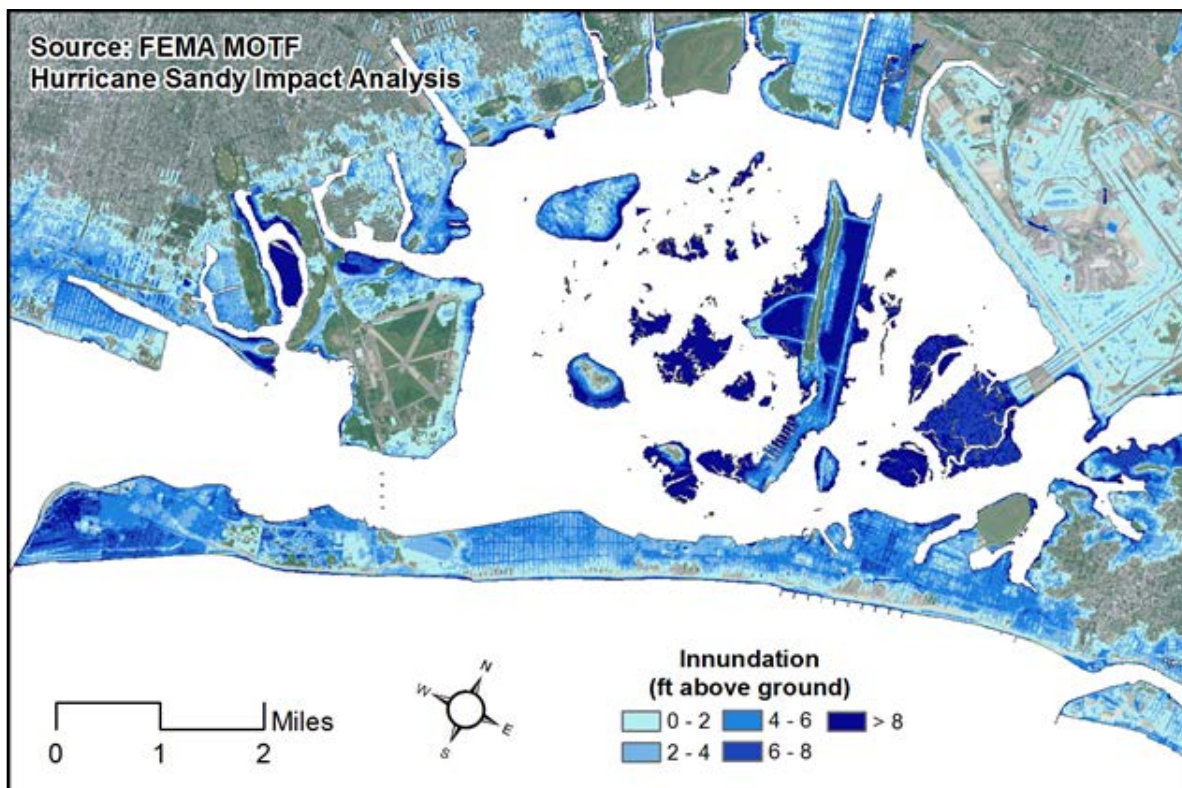 Source: FEMA MOTF
Hurricane Sandy Impact Analysis
N
W
E
S
Miles
0 1 2
Innundation
(ft above ground)
0 - 2 4 - 6 > 8
2 - 4 6 - 8